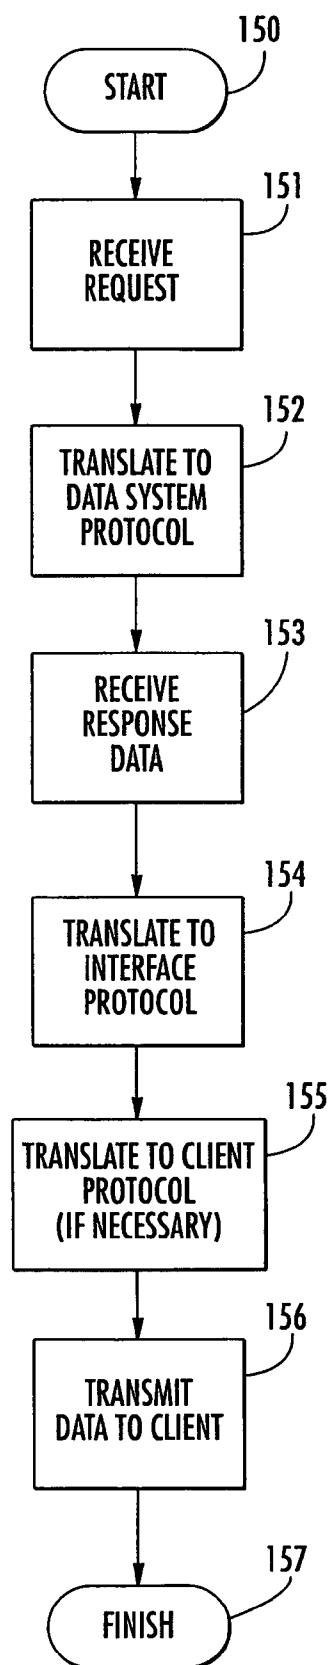 150
START
151
RECEIVE
REQUEST
152
TRANSLATE TO
DATA SYSTEM
PROTOCOL
153
RECEIVE
RESPONSE
DATA
154
TRANSLATE TO
INTERFACE
PROTOCOL
155
TRANSLATE TO CLIENT
PROTOCOL
(IF NECESSARY)
156
TRANSMIT
DATA TO CLIENT
157
FINISH